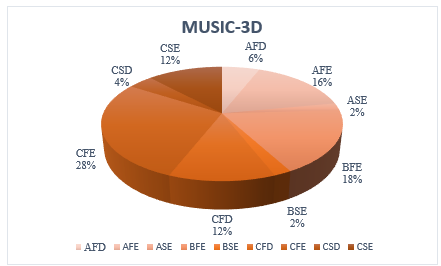 MUSIC-3D
AFD
6%
AFE
16%
ASE
2%
BFE
18%
BSE
2%
CFD
12%
CFE
28%
CSD
4%
CSE
12%
AFD AFE ASE BFE BSE CFD CFE CSD CSE